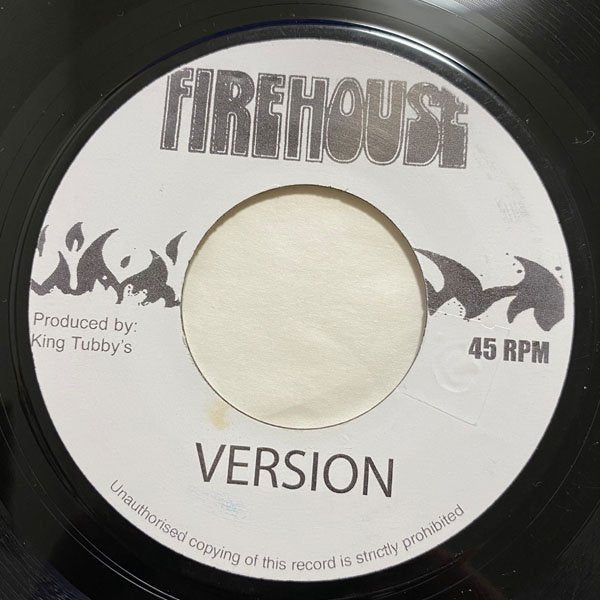 FIREHOUSE
Produced by:
King Tubby's
45 RPM
VERSION
Unauthorised copying of this record is strictly prohibited